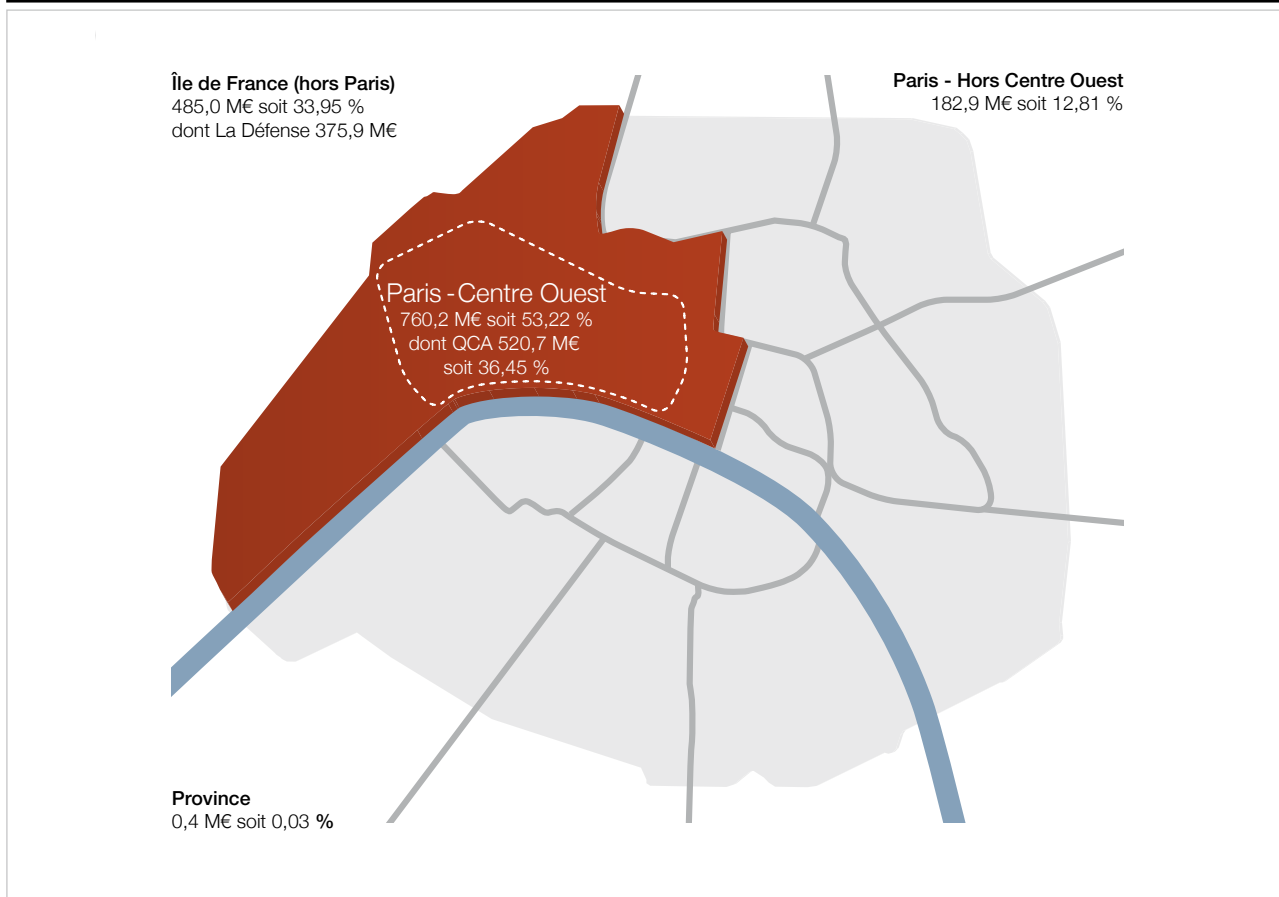 Île de France (hors Paris)
485,0 M€ soit 33,95 %
dont La Défense 375,9 M€
Paris - Hors Centre Ouest
182,9 M€ soit 12,81 %
Paris - Centre Ouest
760,2 M€ soit 53,22 %
dont QCA 520,7 M€
soit 36,45 %
Province
0,4 M€ soit 0,03 %